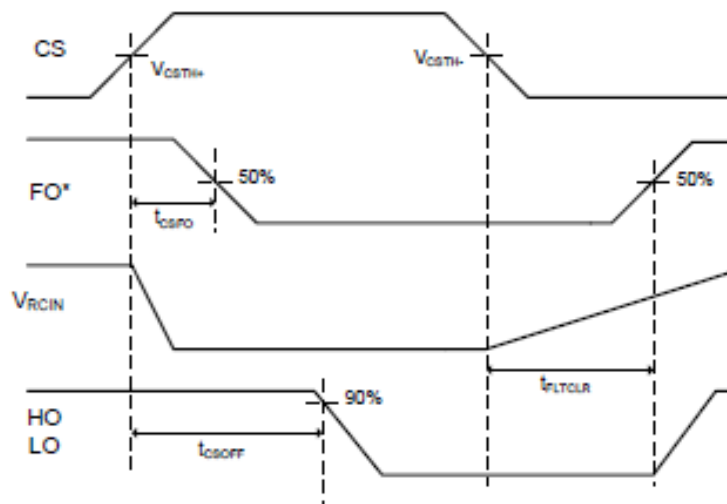 CS
VCSTH+
VCSTH-
FO*
50%
50%
tCSFO
VRCIN
tFLTCLR
HO
LO
90%
tCSOFF